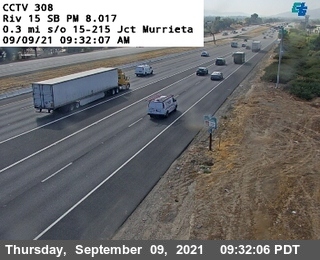 CCTV 308
Riv 15 SB PM 8.017
0.3 mi s/o 15-215 Jct Murrieta
09/09/21 09:32:07 AM
Thursday, September 09, 2021 09:32:06 PDT